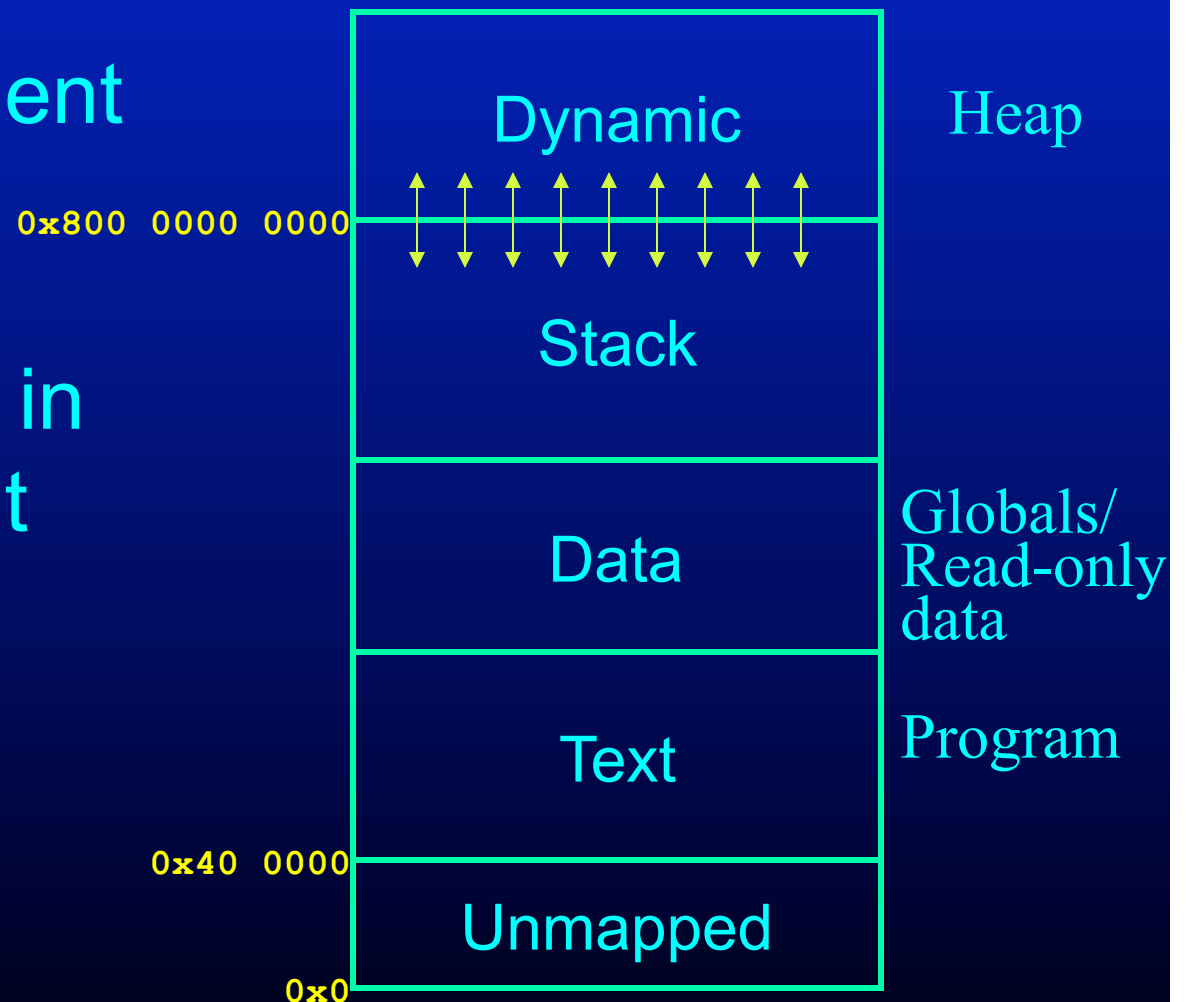 ent
in
t
Dynamic
Heap
0x800 0000 0000
Stack
Data
Globals/
Read-only
data
Text
Program
0x40 0000
Unmapped
0x0